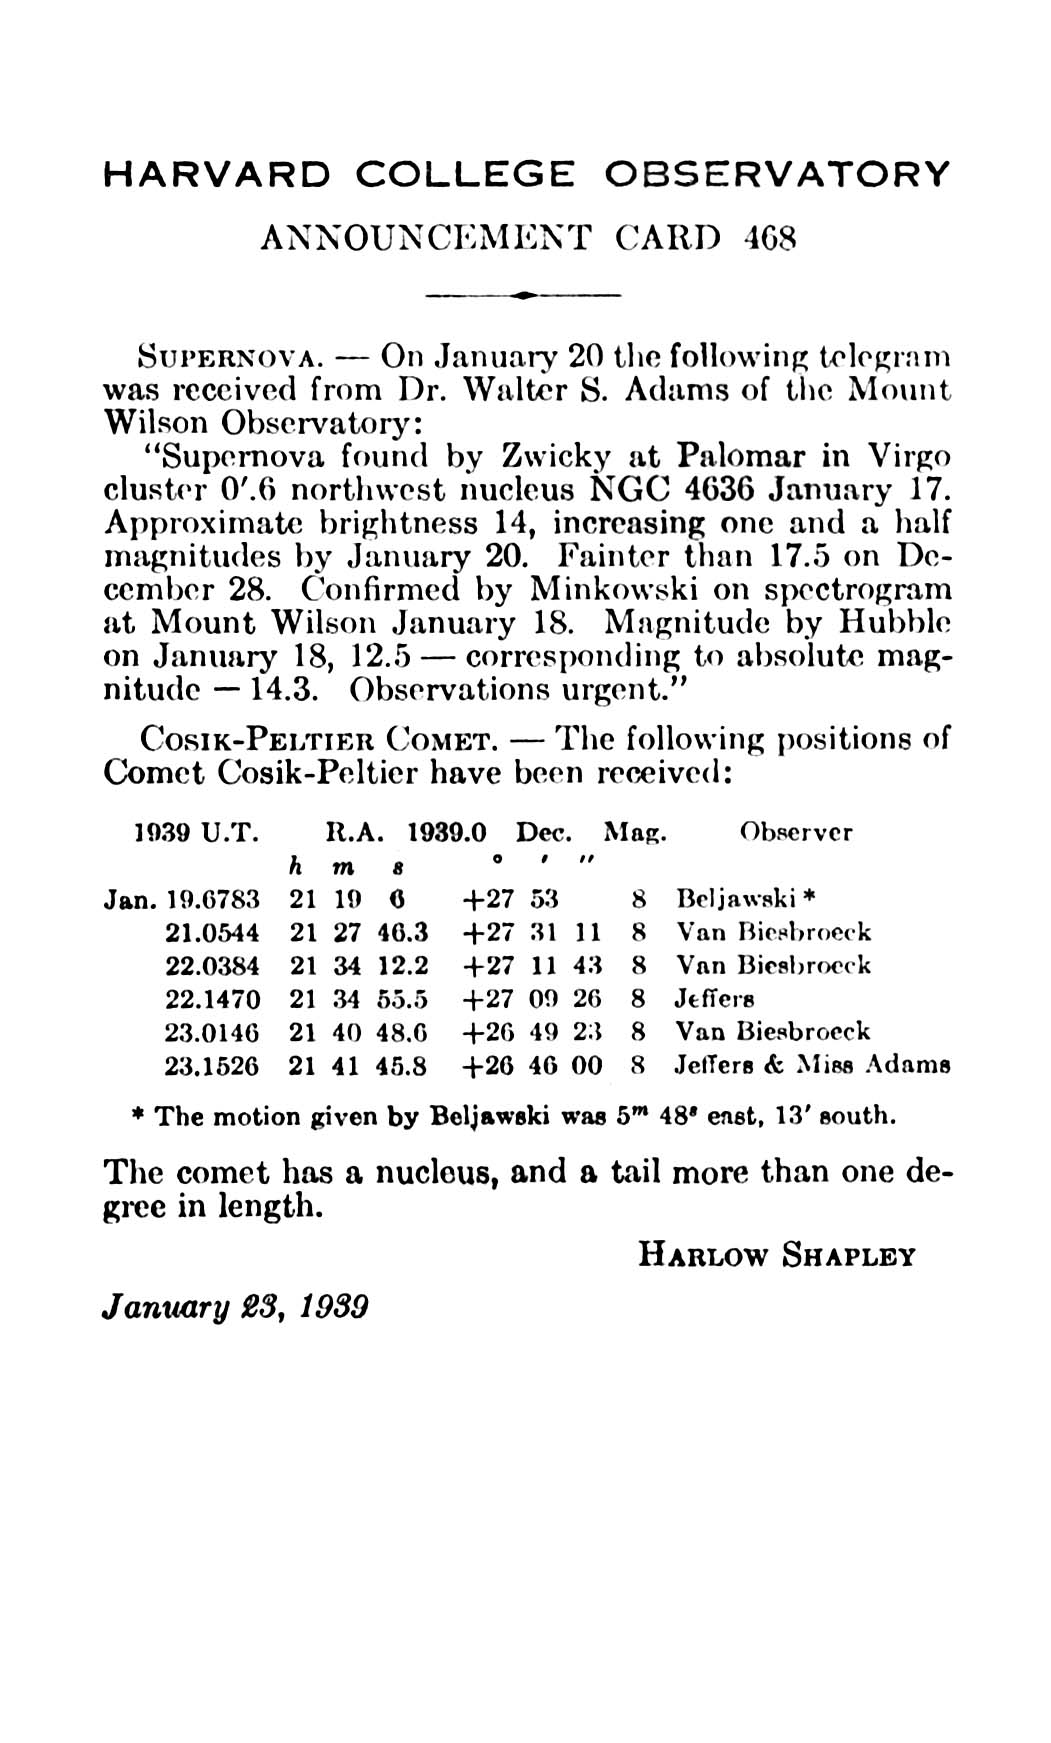 HARVARD COLLEGE OBSERVATORY
ANNOUNCEMENT CARD 468
SUPERNOVA. — On January 20 the following telegram
was received from Dr. Walter S. Adams of the Mount
Wilson Observatory:
"Supernova found by Zwicky at Palomar in Virgo
cluster 0′.6 northwest nucleus NGC 4636 January 17.
Approximate brightness 14, increasing one and a half
magnitudes by January 20. Fainter than 17.5 on De-
cember 28. Confirmed by Minkowski on spectrogram
at Mount Wilson January 18. Magnitude by Hubble
on January 18, 12.5 — corresponding to absolute mag-
nitude − 14.3. Observations urgent."
COSIK-PELTIER COMET. — The following positions of
Comet Cosik-Peltier have been received:
1939 U.T. R.A. 1939.0 Dec. Mag. Observer
h m s ° ′ ″
Jan. 19.6783 21 19 6 +27 53 8 Beljawski *
21.0544 21 27 46.3 +27 31 11 8 Van Biesbroeck
22.0384 21 34 12.2 +27 11 43 8 Van Biesbroeck
22.1470 21 34 55.5 +27 09 26 8 Jeffers
23.0146 21 40 48.6 +26 49 23 8 Van Biesbroeck
23.1526 21 41 45.8 +26 46 00 8 Jeffers & Miss Adams
* The motion given by Beljawski was 5ᵐ 48ˢ east, 13′ south.
The comet has a nucleus, and a tail more than one de-
gree in length.
HARLOW SHAPLEY
January 23, 1939